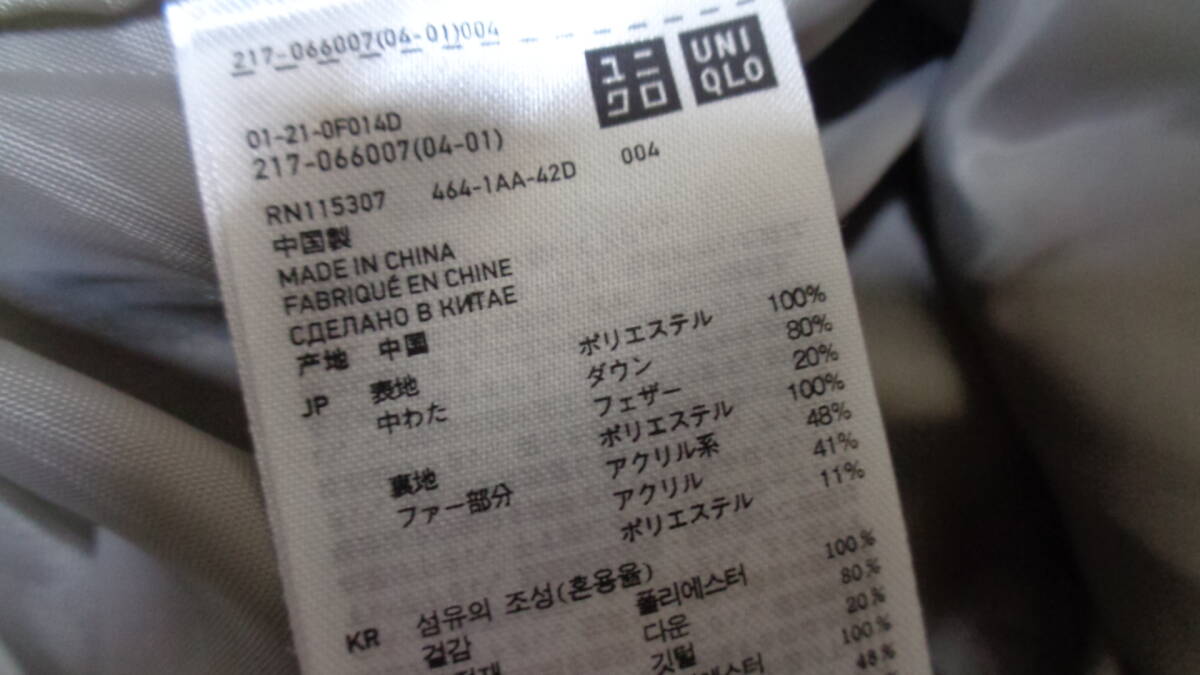 217-066007(04-01)004
ユニクロ
UNIQLO
01-21-0F014D
217-066007(04-01)
RN115307 464-1AA-42D 004
中国製
MADE IN CHINA
FABRIQUÉ EN CHINE
СДЕЛАНО В КИТАЕ
产地 中国
JP 表地 ポリエステル 100%
中わた ダウン 80%
フェザー 20%
裏地 ポリエステル 100%
ファー部分 アクリル系 48%
アクリル 41%
ポリエステル 11%
KR 섬유의 조성(혼용율)
겉감 폴리에스터 100%
다운 80%
깃털 20%
100%
48%